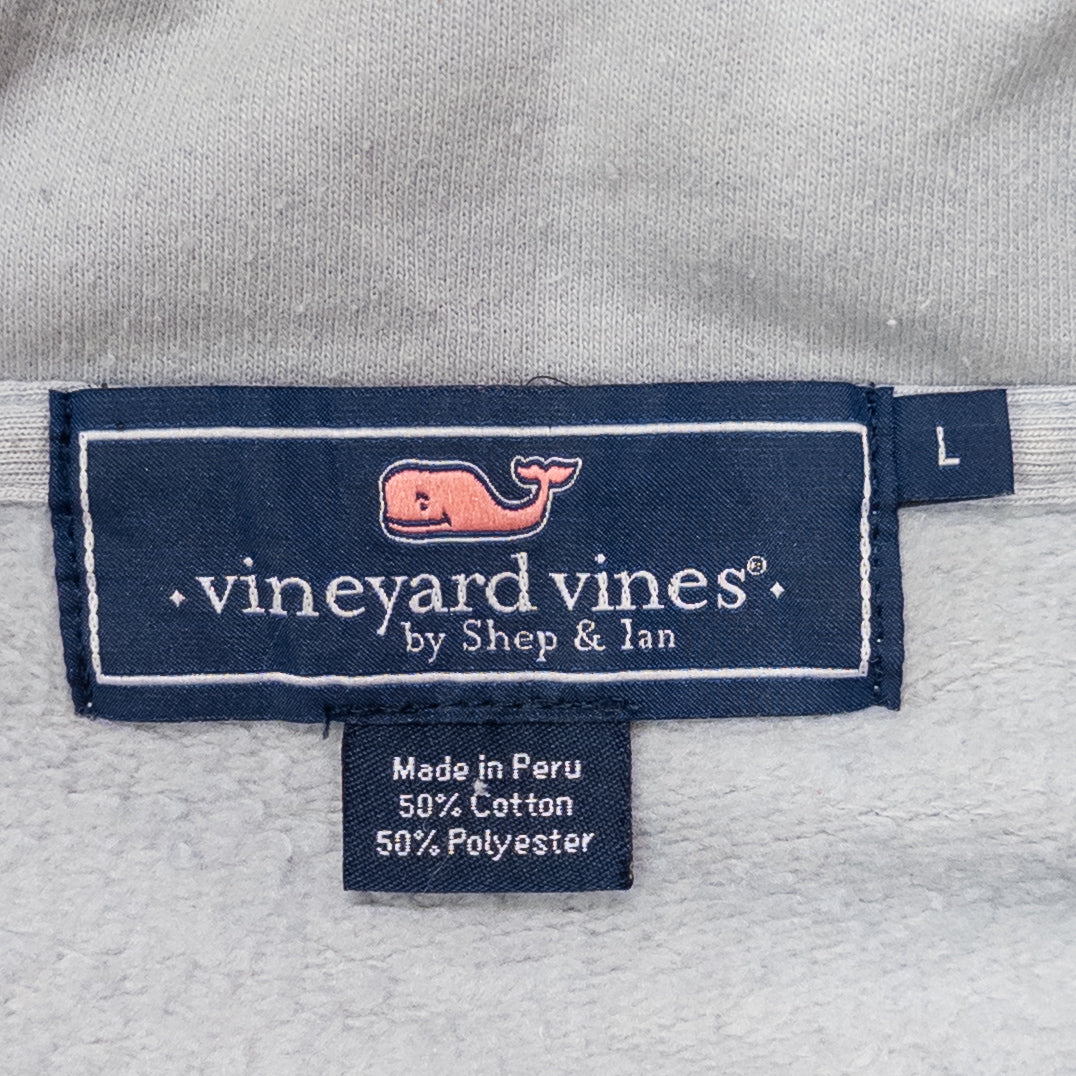 L
vineyard vines®
by Shep & Ian
Made in Peru
50% Cotton
50% Polyester